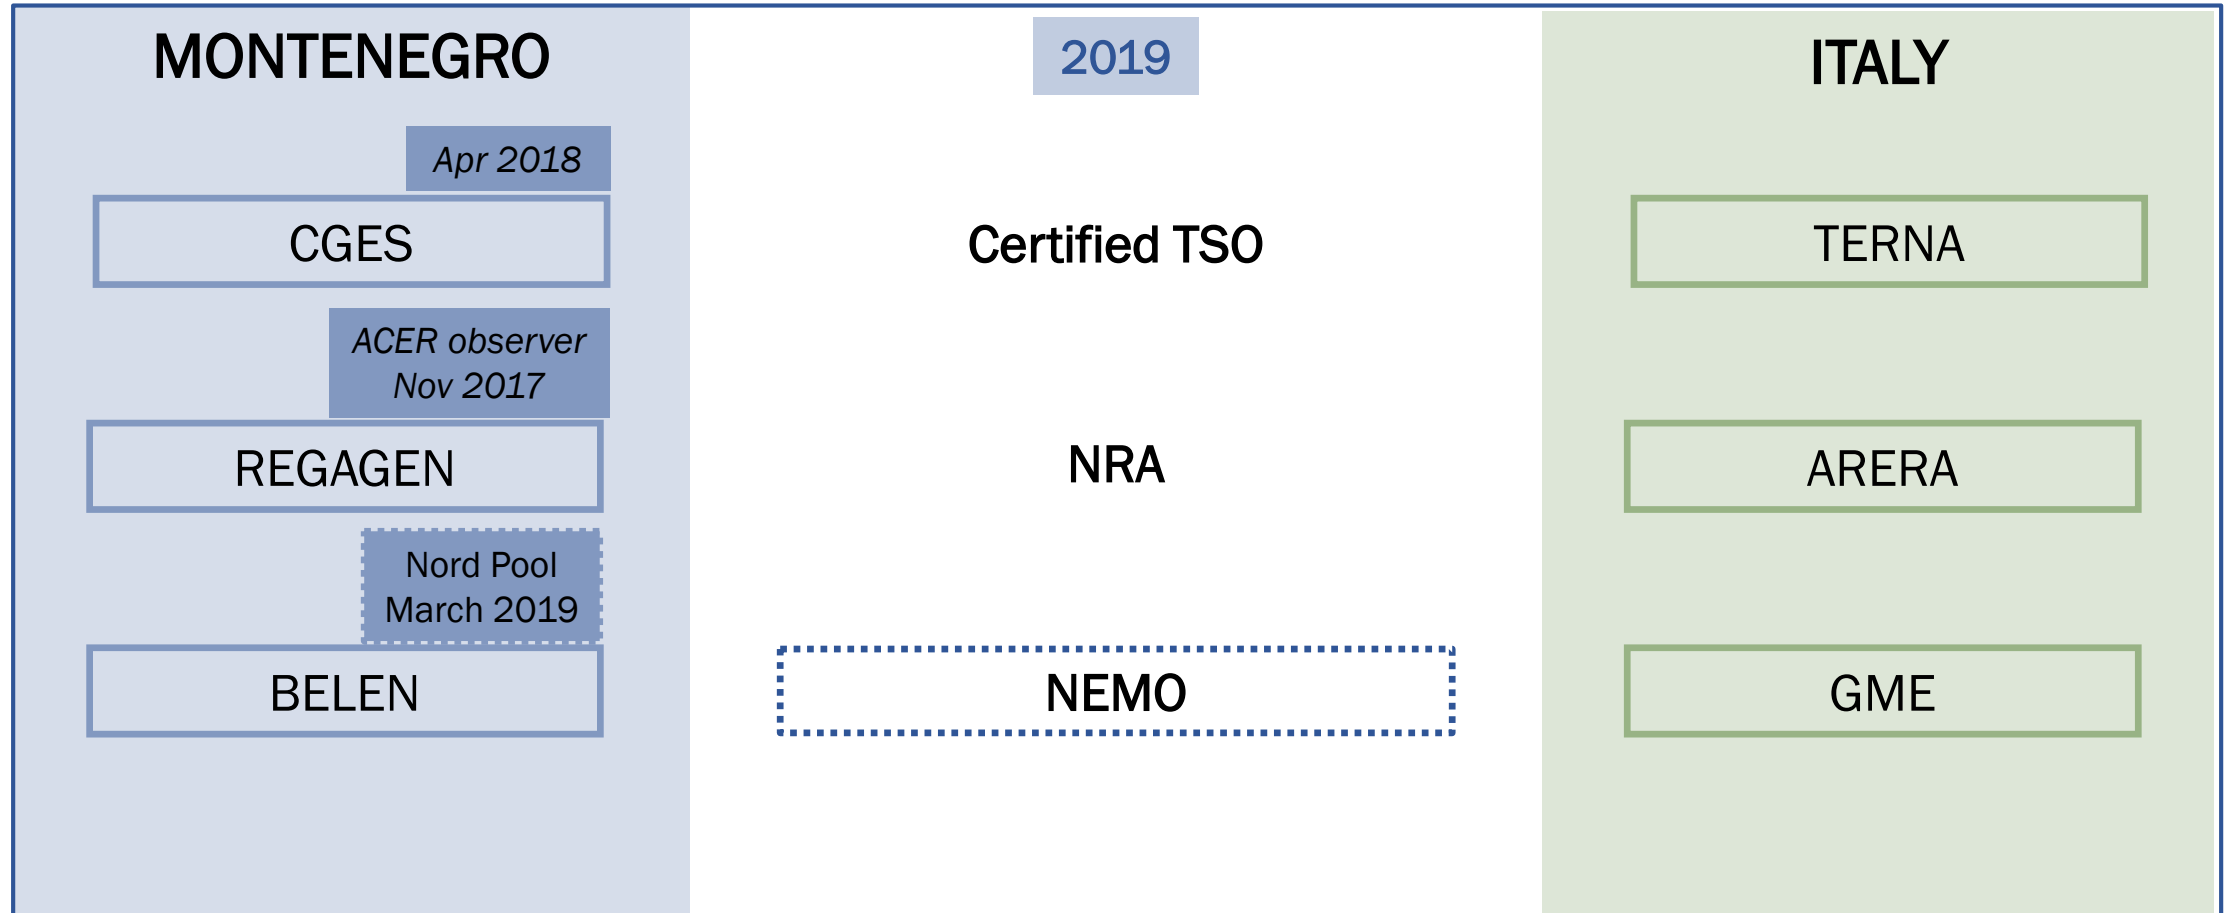 MONTENEGRO
2019
ITALY
Apr 2018
CGES
Certified TSO
TERNA
ACER observer
Nov 2017
REGAGEN
NRA
ARERA
Nord Pool
March 2019
BELEN
NEMO
GME